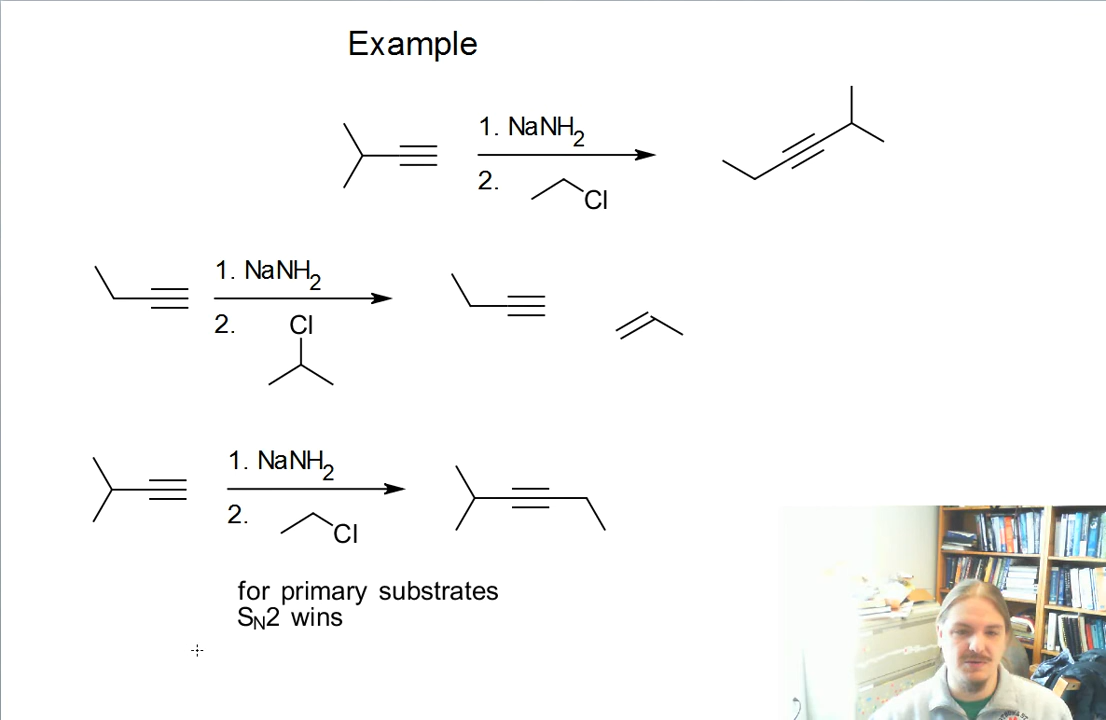 Example
1. NaNH2
2. Cl
1. NaNH2
2. Cl
1. NaNH2
2. Cl
for primary substrates
SN2 wins